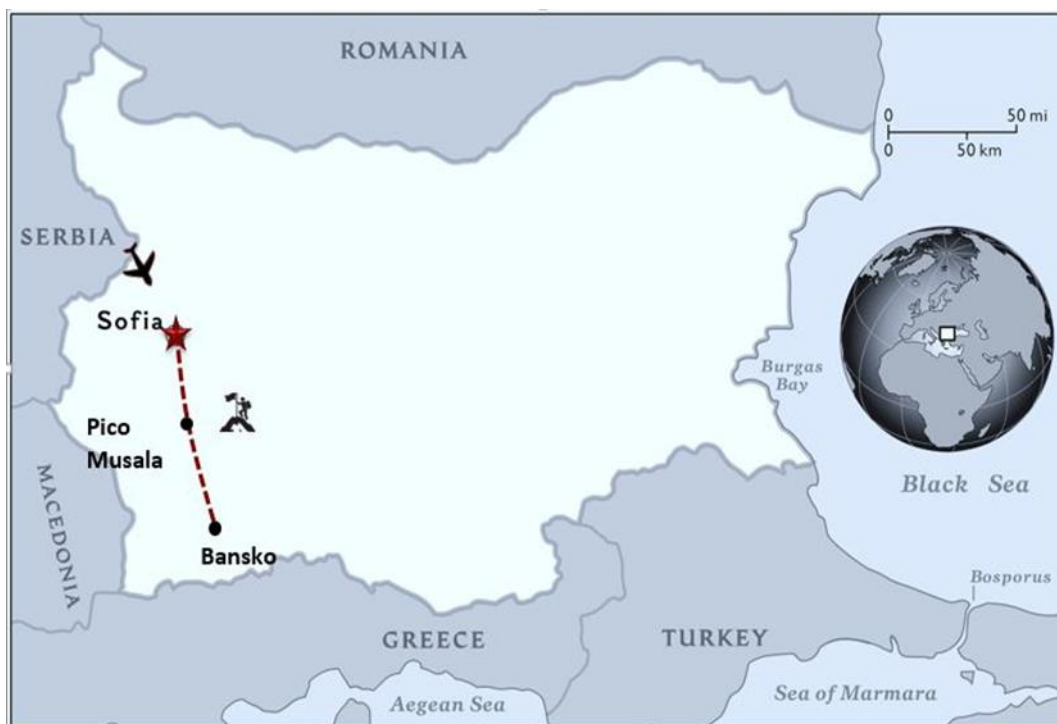 ROMANIA
0 50 mi
0 50 km
SERBIA
Sofia
Burgas
Bay
Pico
Musala
Black Sea
MACEDONIA
Bansko
Bosporus
GREECE
TURKEY
Aegean Sea
Sea of Marmara